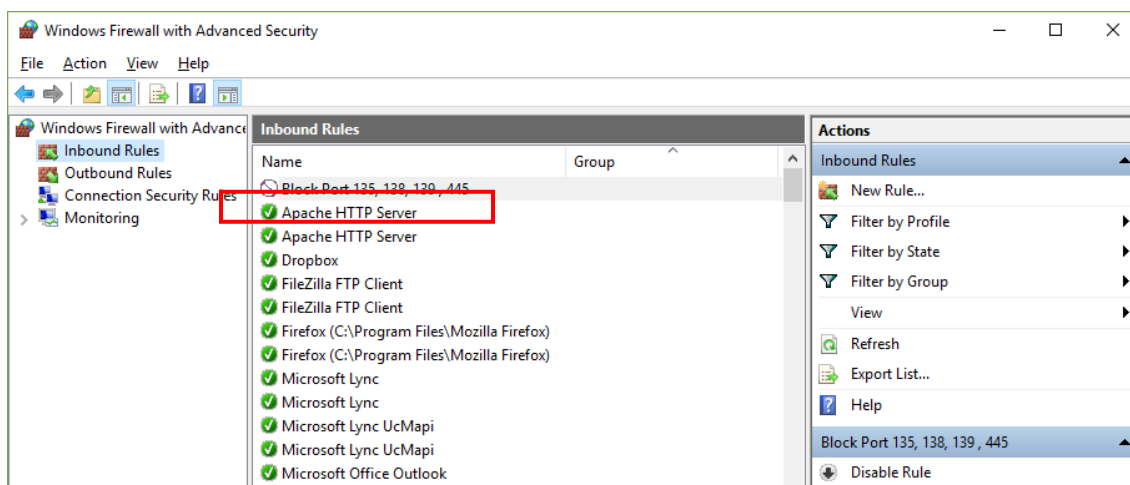 Windows Firewall with Advanced Security
File Action View Help
Windows Firewall with Advance
Inbound Rules
Outbound Rules
Connection Security Rules
Monitoring
Inbound Rules
Name Group
Block Port 135, 138, 139 , 445
Apache HTTP Server
Apache HTTP Server
Dropbox
FileZilla FTP Client
FileZilla FTP Client
Firefox (C:\Program Files\Mozilla Firefox)
Firefox (C:\Program Files\Mozilla Firefox)
Microsoft Lync
Microsoft Lync
Microsoft Lync UcMapi
Microsoft Lync UcMapi
Microsoft Office Outlook
Actions
Inbound Rules
New Rule...
Filter by Profile
Filter by State
Filter by Group
View
Refresh
Export List...
Help
Block Port 135, 138, 139 , 445
Disable Rule